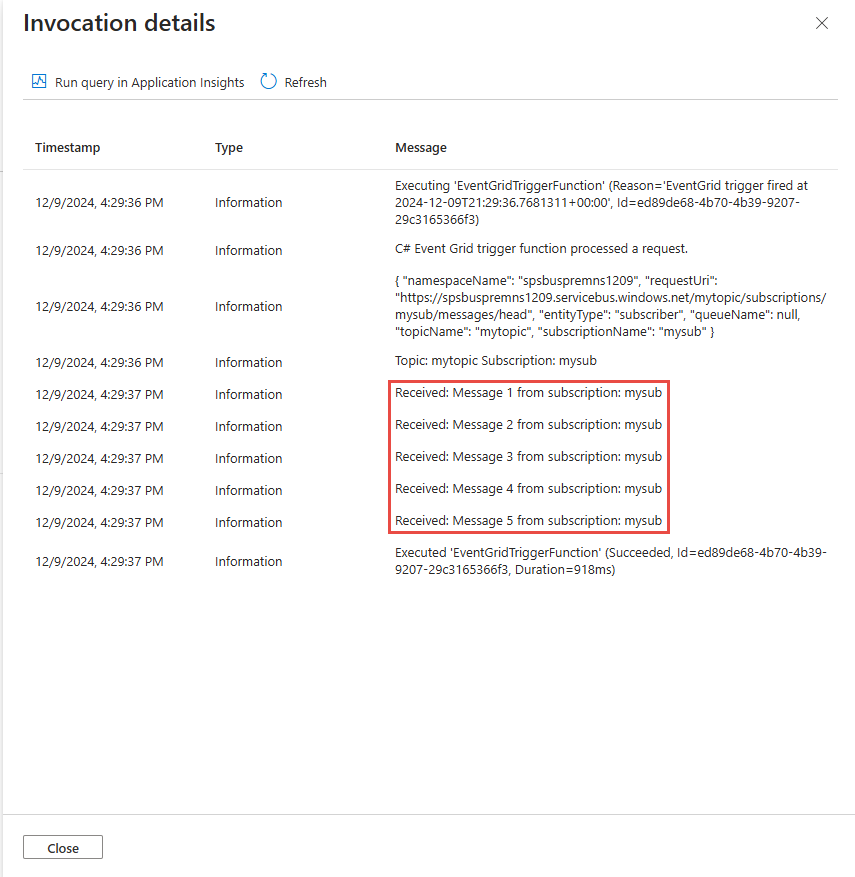 Invocation details
Run query in Application Insights
Refresh
Timestamp Type Message
12/9/2024, 4:29:36 PM Information Executing 'EventGridTriggerFunction' (Reason='EventGrid trigger fired at
2024-12-09T21:29:36.7681311+00:00', Id=ed89de68-4b70-4b39-9207-
29c3165366f3)
12/9/2024, 4:29:36 PM Information C# Event Grid trigger function processed a request.
12/9/2024, 4:29:36 PM Information { "namespaceName": "spsbuspremns1209", "requestUri":
"https://spsbuspremns1209.servicebus.windows.net/mytopic/subscriptions/
mysub/messages/head", "entityType": "subscriber", "queueName": null,
"topicName": "mytopic", "subscriptionName": "mysub" }
12/9/2024, 4:29:36 PM Information Topic: mytopic Subscription: mysub
12/9/2024, 4:29:37 PM Information Received: Message 1 from subscription: mysub
12/9/2024, 4:29:37 PM Information Received: Message 2 from subscription: mysub
12/9/2024, 4:29:37 PM Information Received: Message 3 from subscription: mysub
12/9/2024, 4:29:37 PM Information Received: Message 4 from subscription: mysub
12/9/2024, 4:29:37 PM Information Received: Message 5 from subscription: mysub
12/9/2024, 4:29:37 PM Information Executed 'EventGridTriggerFunction' (Succeeded, Id=ed89de68-4b70-4b39-
9207-29c3165366f3, Duration=918ms)
Close